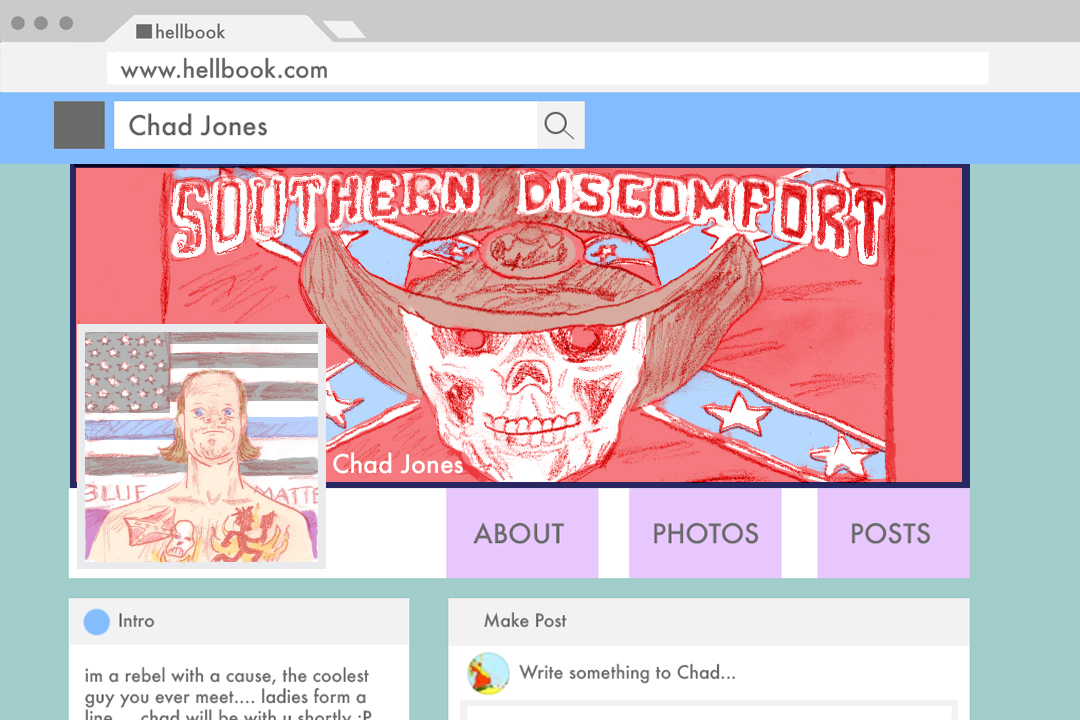 hellbook
www.hellbook.com
Chad Jones
SOUTHERN DISCOMFORT
BLUE MATTE
Chad Jones
ABOUT PHOTOS POSTS
Intro
Make Post
Write something to Chad...
im a rebel with a cause, the coolest
guy you ever meet.... ladies form a
line.... chad will be with u shortly ;P